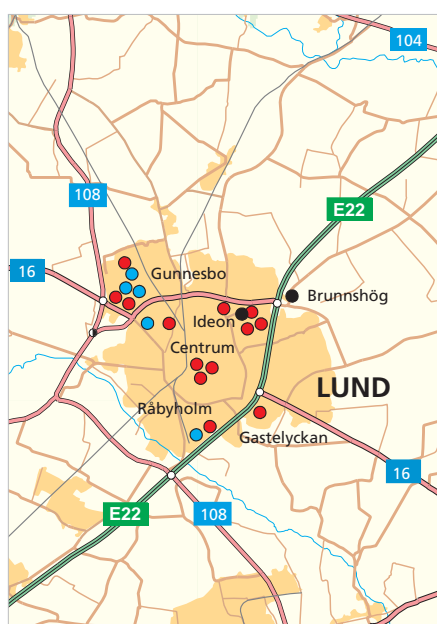 104
108
E22
16
Gunnesbo
Brunnshög
Ideon
Centrum
LUND
Råbyholm
Gastelyckan
16
E22
108